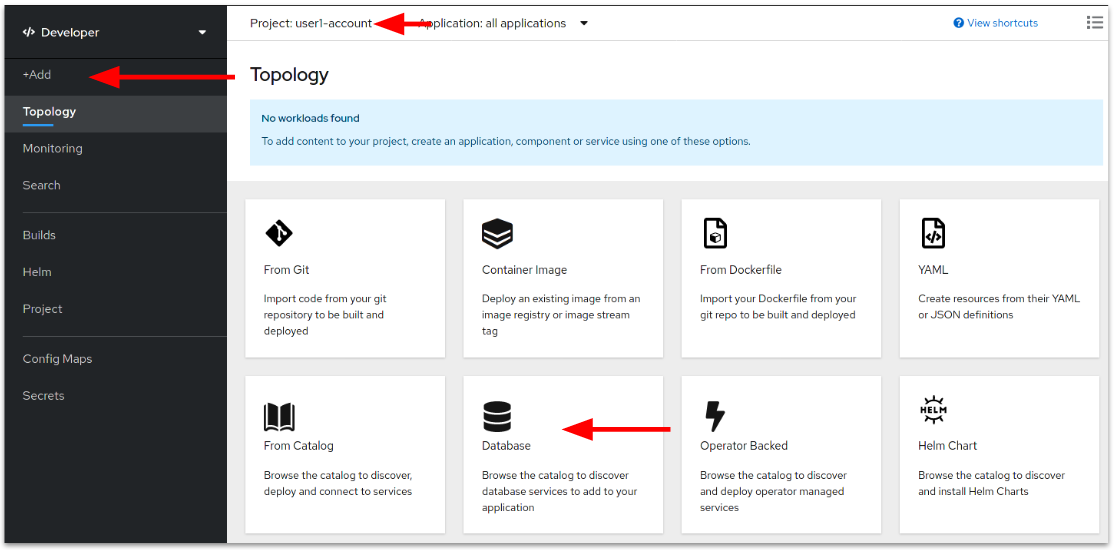 Developer
Project: user1-account
Application: all applications
View shortcuts
+Add
Topology
Monitoring
Search
Builds
Helm
Project
Config Maps
Secrets
Topology
No workloads found
To add content to your project, create an application, component or service using one of these options.
From Git
Import code from your git
repository to be built and
deployed
Container Image
Deploy an existing image from an
image registry or image stream
tag
From Dockerfile
Import your Dockerfile from your
git repo to be built and deployed
YAML
Create resources from their YAML
or JSON definitions
From Catalog
Browse the catalog to discover,
deploy and connect to services
Database
Browse the catalog to discover
database services to add to your
application
Operator Backed
Browse the catalog to discover
and deploy operator managed
services
HELM
Helm Chart
Browse the catalog to discover
and install Helm Charts